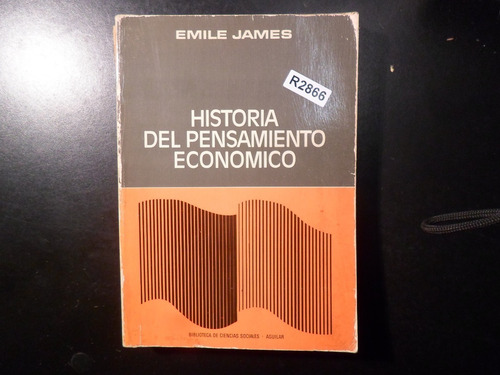 EMILE JAMES
R2866
HISTORIA
DEL PENSAMIENTO
ECONOMICO
BIBLIOTECA DE CIENCIAS SOCIALES - AGUILAR